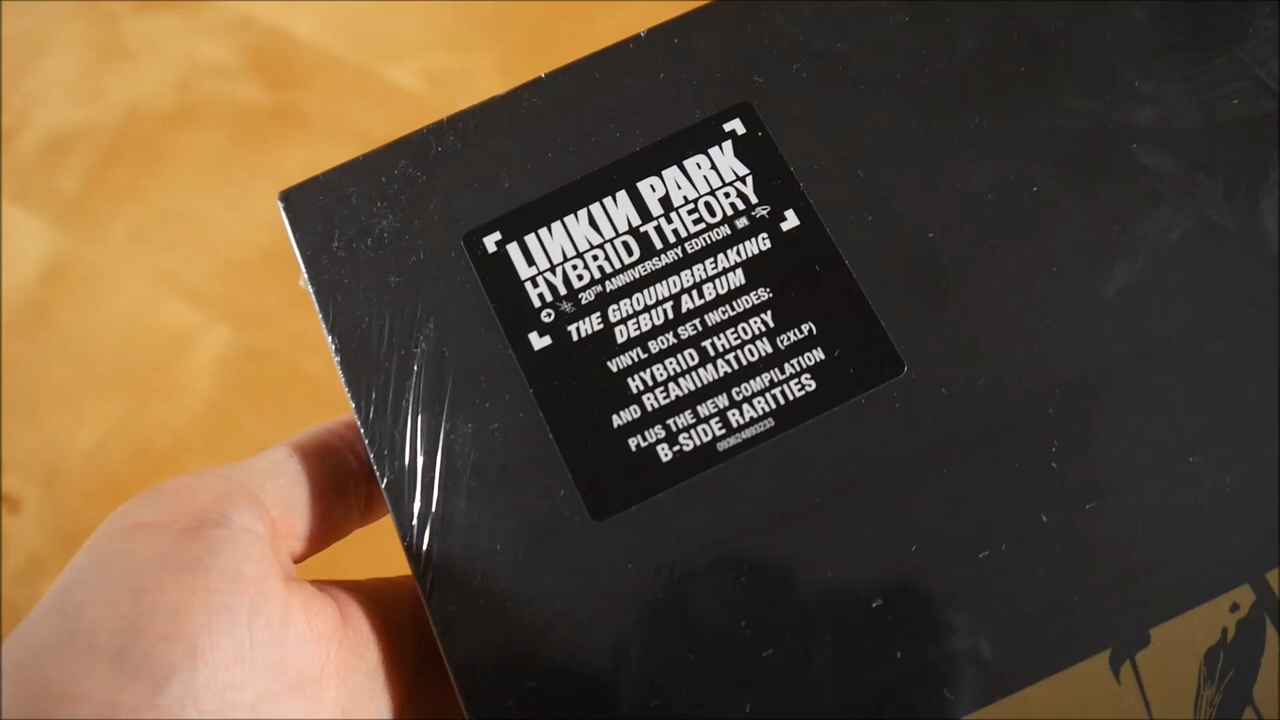 LINKIN PARK
HYBRID THEORY
20TH ANNIVERSARY EDITION
THE GROUNDBREAKING
DEBUT ALBUM
VINYL BOX SET INCLUDES:
HYBRID THEORY
AND REANIMATION (2XLP)
PLUS THE NEW COMPILATION
B-SIDE RARITIES
093624893233